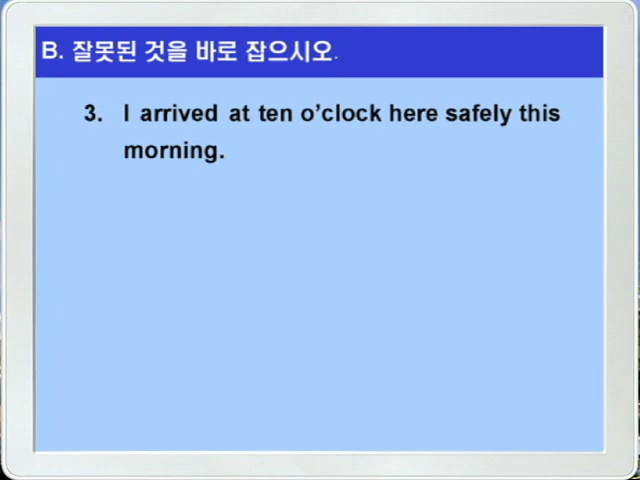 B. 잘못된 것을 바로 잡으시오.
3. I arrived at ten o’clock here safely this
morning.